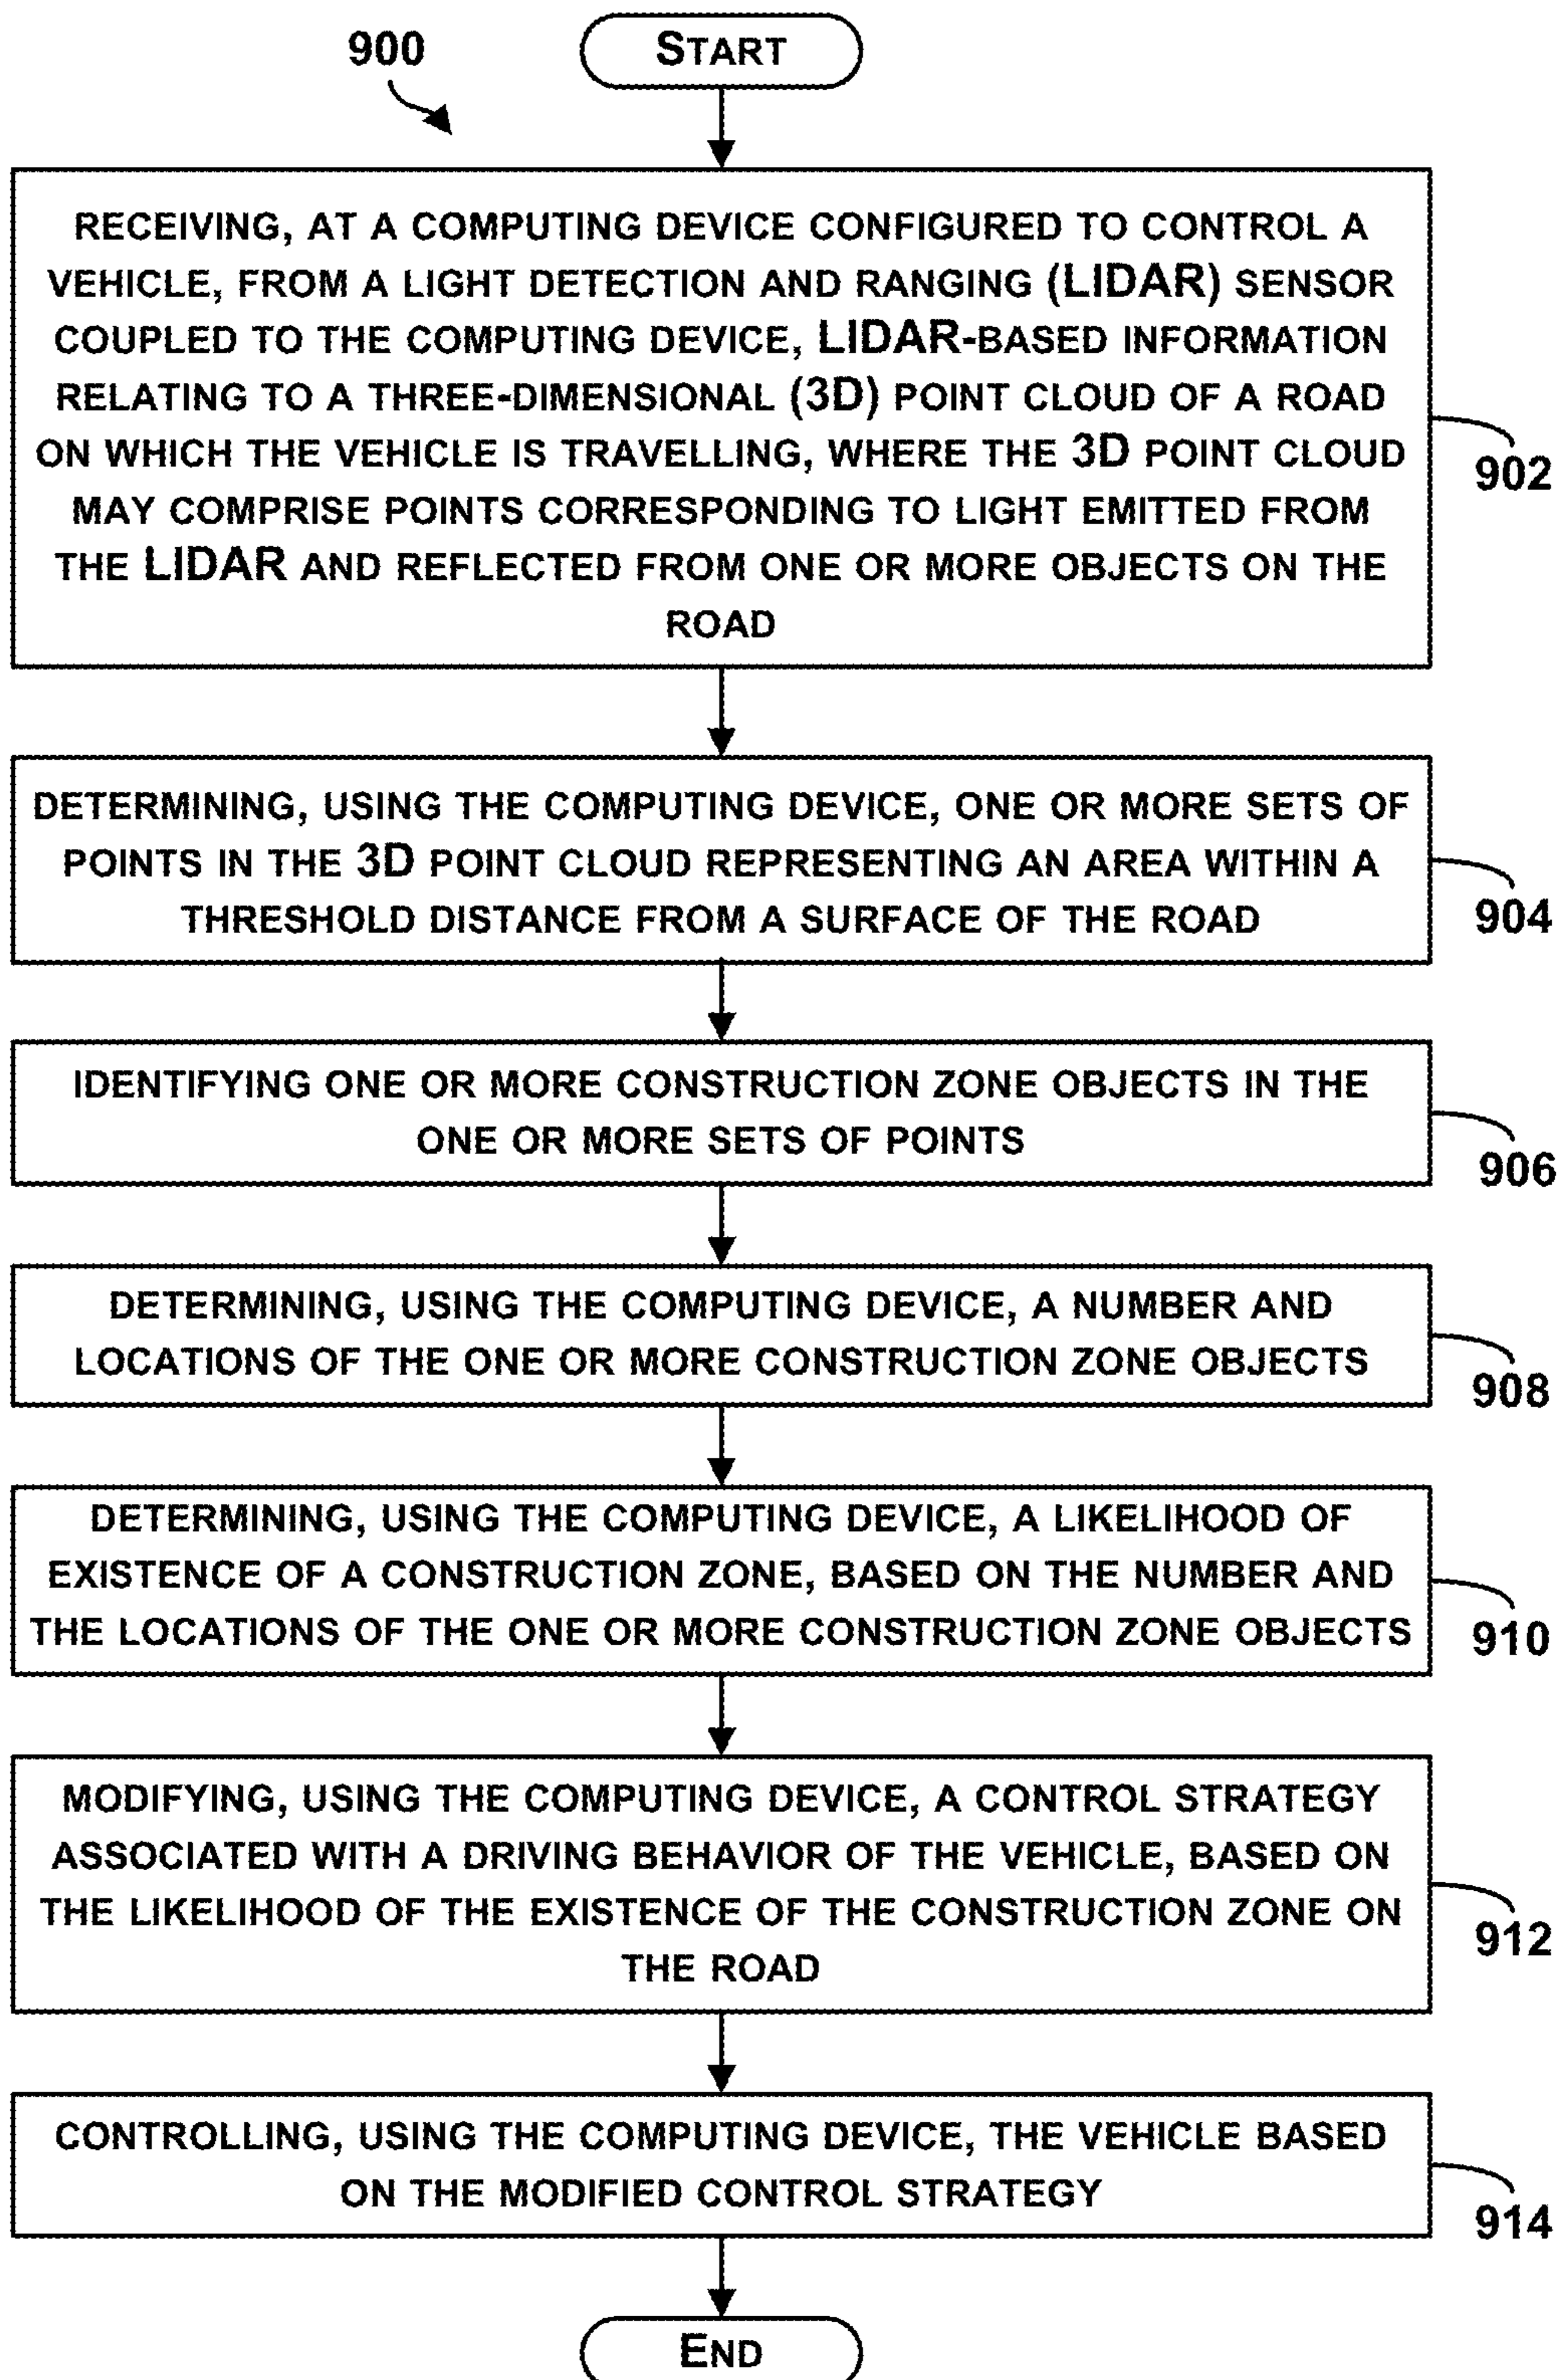 900
START
RECEIVING, AT A COMPUTING DEVICE CONFIGURED TO CONTROL A
VEHICLE, FROM A LIGHT DETECTION AND RANGING (LIDAR) SENSOR
COUPLED TO THE COMPUTING DEVICE, LIDAR-BASED INFORMATION
RELATING TO A THREE-DIMENSIONAL (3D) POINT CLOUD OF A ROAD
ON WHICH THE VEHICLE IS TRAVELLING, WHERE THE 3D POINT CLOUD
MAY COMPRISE POINTS CORRESPONDING TO LIGHT EMITTED FROM
THE LIDAR AND REFLECTED FROM ONE OR MORE OBJECTS ON THE
ROAD
902
DETERMINING, USING THE COMPUTING DEVICE, ONE OR MORE SETS OF
POINTS IN THE 3D POINT CLOUD REPRESENTING AN AREA WITHIN A
THRESHOLD DISTANCE FROM A SURFACE OF THE ROAD
904
IDENTIFYING ONE OR MORE CONSTRUCTION ZONE OBJECTS IN THE
ONE OR MORE SETS OF POINTS
906
DETERMINING, USING THE COMPUTING DEVICE, A NUMBER AND
LOCATIONS OF THE ONE OR MORE CONSTRUCTION ZONE OBJECTS
908
DETERMINING, USING THE COMPUTING DEVICE, A LIKELIHOOD OF
EXISTENCE OF A CONSTRUCTION ZONE, BASED ON THE NUMBER AND
THE LOCATIONS OF THE ONE OR MORE CONSTRUCTION ZONE OBJECTS
910
MODIFYING, USING THE COMPUTING DEVICE, A CONTROL STRATEGY
ASSOCIATED WITH A DRIVING BEHAVIOR OF THE VEHICLE, BASED ON
THE LIKELIHOOD OF THE EXISTENCE OF THE CONSTRUCTION ZONE ON
THE ROAD
912
CONTROLLING, USING THE COMPUTING DEVICE, THE VEHICLE BASED
ON THE MODIFIED CONTROL STRATEGY
914
END